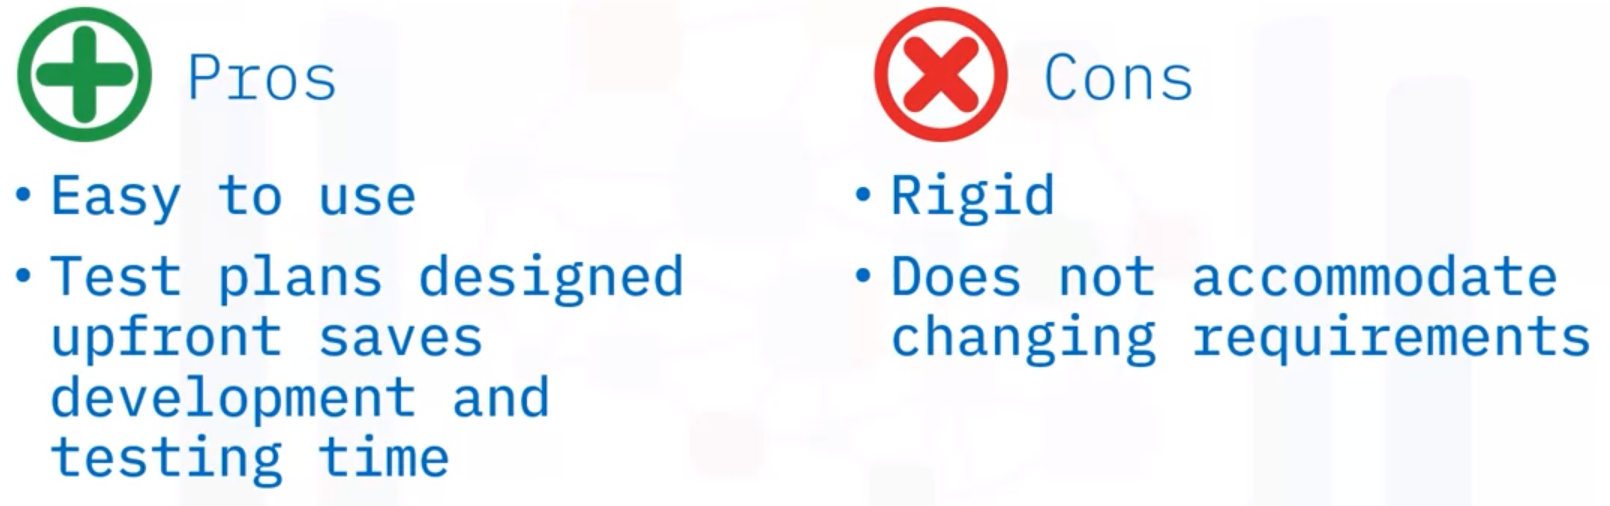 Pros
• Easy to use
• Test plans designed
upfront saves
development and
testing time
Cons
• Rigid
• Does not accommodate
changing requirements